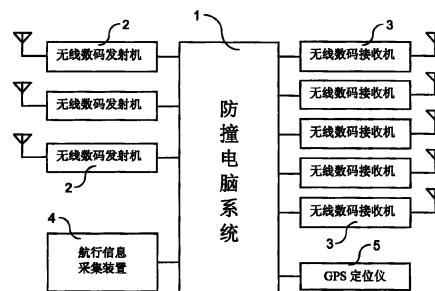 2
无线数码发射机
无线数码发射机
无线数码发射机
2
4
航行信息
采集装置
1
防撞电脑系统
3
无线数码接收机
无线数码接收机
无线数码接收机
无线数码接收机
无线数码接收机
3
5
GPS 定位仪